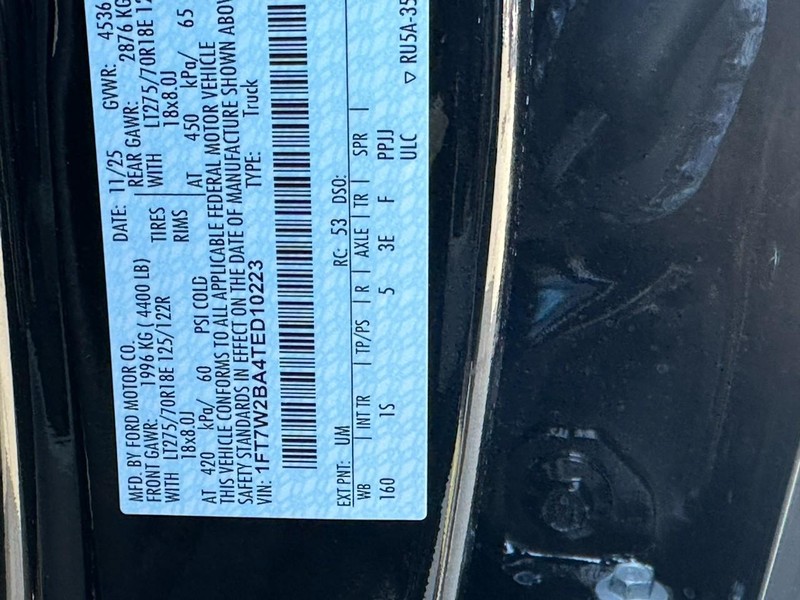 MFD. BY FORD MOTOR CO. DATE: 11/25 GVWR: 4536
FRONT GAWR: 1996 KG ( 4400 LB) REAR GAWR: 2876 KG
WITH LT275/70R18E 125/122R TIRES WITH LT275/70R18E 12
18x8.0J RIMS 18x8.0J
AT 420 kPa/ 60 PSI COLD AT 450 kPa/ 65
THIS VEHICLE CONFORMS TO ALL APPLICABLE FEDERAL MOTOR VEHICLE
SAFETY STANDARDS IN EFFECT ON THE DATE OF MANUFACTURE SHOWN ABOV
VIN: 1FT7W2BA4TED10223 TYPE: Truck
EXT PNT: UM RC: 53 DSO:
WB | INT TR | TP/PS | R | AXLE | TR | SPR |
160 1S 5 3E F PPJJ
ULC ▽ RU5A-35